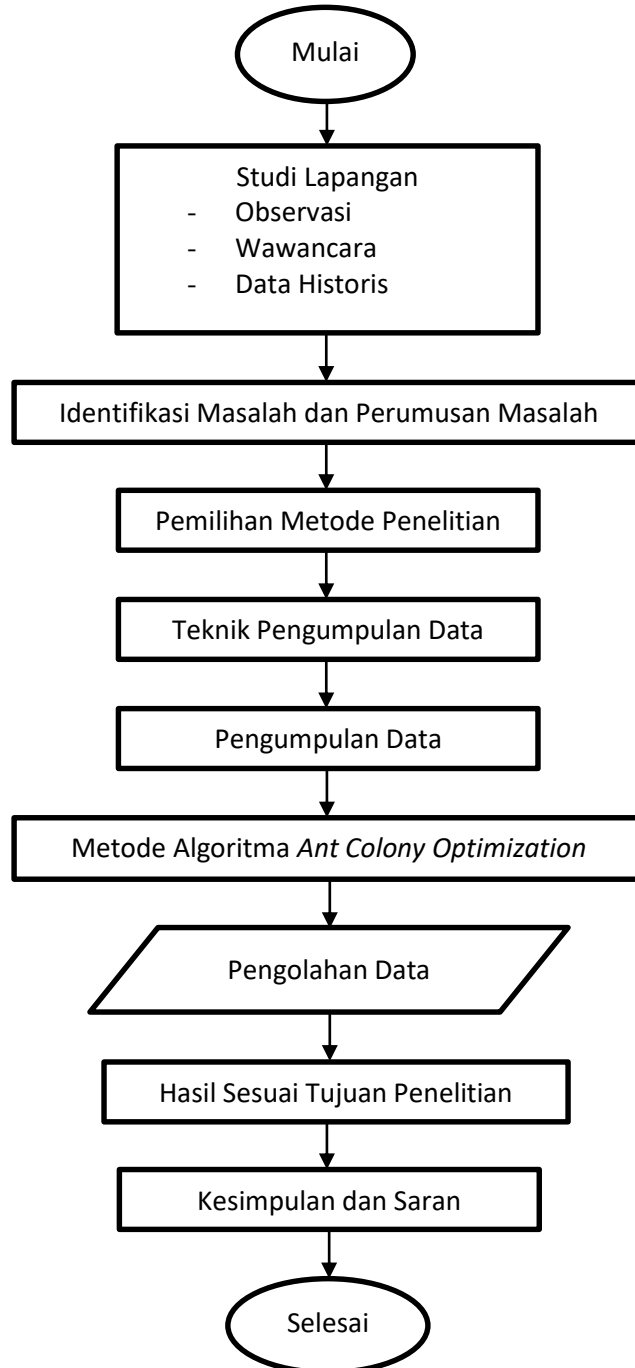 Mulai
Studi Lapangan
- Observasi
- Wawancara
- Data Historis
Identifikasi Masalah dan Perumusan Masalah
Pemilihan Metode Penelitian
Teknik Pengumpulan Data
Pengumpulan Data
Metode Algoritma Ant Colony Optimization
Pengolahan Data
Hasil Sesuai Tujuan Penelitian
Kesimpulan dan Saran
Selesai